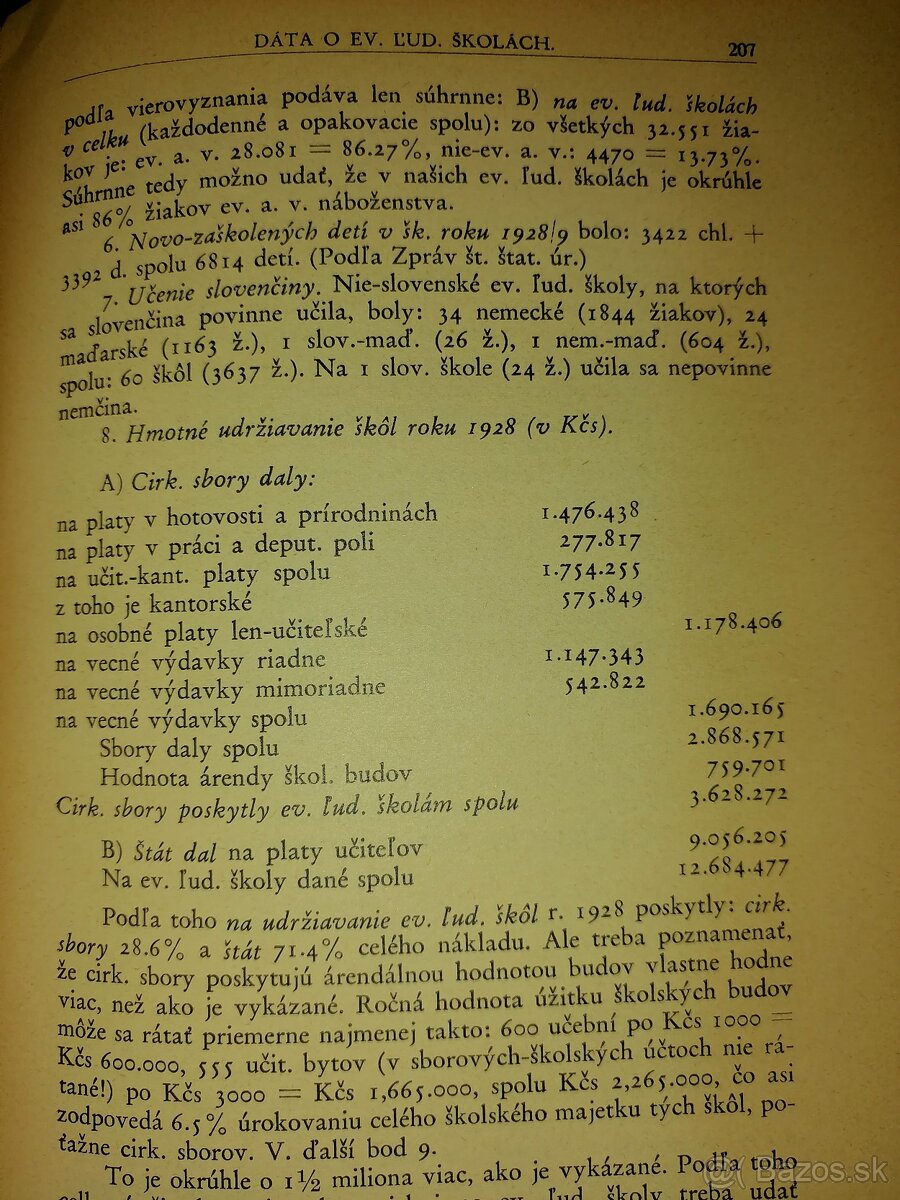 DÁTA O EV. ĽUD. ŠKOLÁCH. 207
podľa vierovyznania podáva len súhrnne: B) na ev. ľud. školách
v celku (každodenné a opakovacie spolu): zo všetkých 32.551 žia-
kov je: ev. a. v. 28.081 = 86.27%, nie-ev. a. v.: 4470 = 13.73%.
Súhrnne tedy možno udať, že v našich ev. ľud. školách je okrúhle
asi 86% žiakov ev. a. v. náboženstva.
6. Novo-zaškolených detí v šk. roku 1928/9 bolo: 3422 chl. +
3392 d. spolu 6814 detí. (Podľa Zpráv št. štat. úr.)
7. Učenie slovenčiny. Nie-slovenské ev. ľud. školy, na ktorých
sa slovenčina povinne učila, boly: 34 nemecké (1844 žiakov), 24
maďarské (1163 ž.), 1 slov.-maď. (26 ž.), 1 nem.-maď. (604 ž.),
spolu: 60 škôl (3637 ž.). Na 1 slov. škole (24 ž.) učila sa nepovinne
nemčina.
8. Hmotné udržiavanie škôl roku 1928 (v Kčs).
A) Cirk. sbory daly:
na platy v hotovosti a prírodninách 1.476.438
na platy v práci a deput. poli 277.817
na učit.-kant. platy spolu 1.754.255
z toho je kantorské 575.849
na osobné platy len-učiteľské 1.178.406
na vecné výdavky riadne 1.147.343
na vecné výdavky mimoriadne 542.822
na vecné výdavky spolu 1.690.165
Sbory daly spolu 2.868.571
Hodnota árendy škol. budov 759.701
Cirk. sbory poskytly ev. ľud. školám spolu 3.628.272
B) Štát dal na platy učiteľov 9.056.205
Na ev. ľud. školy dané spolu 12.684.477
Podľa toho na udržiavanie ev. ľud. škôl r. 1928 poskytly: cirk.
sbory 28.6% a štát 71.4% celého nákladu. Ale treba poznamenať,
že cirk. sbory poskytujú árendálnou hodnotou budov vlastne hodne
viac, než ako je vykázané. Ročná hodnota úžitku školských budov
môže sa rátať priemerne najmenej takto: 600 učební po Kčs 1000 =
Kčs 600.000, 555 učit. bytov (v sborových-školských účtoch nie rá-
tané!) po Kčs 3000 = Kčs 1,665.000, spolu Kčs 2,265.000, čo asi
zodpovedá 6.5% úrokovaniu celého školského majetku tých škôl, po-
ťažne cirk. sborov. V. ďalší bod 9.
To je okrúhle o 1½ miliona viac, ako je vykázané. Podľa toho
ev. ľud. školy treba udať
Bazos.sk